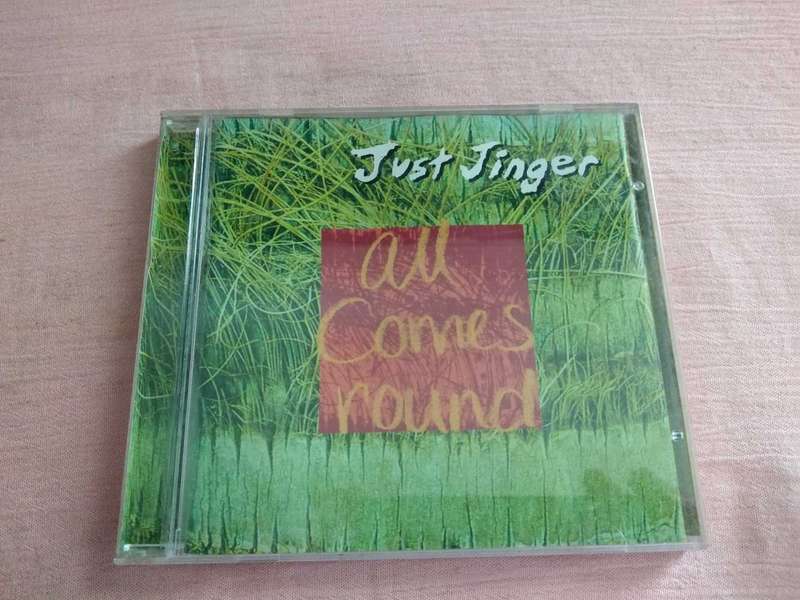 Just Jinger
all
Comes
round